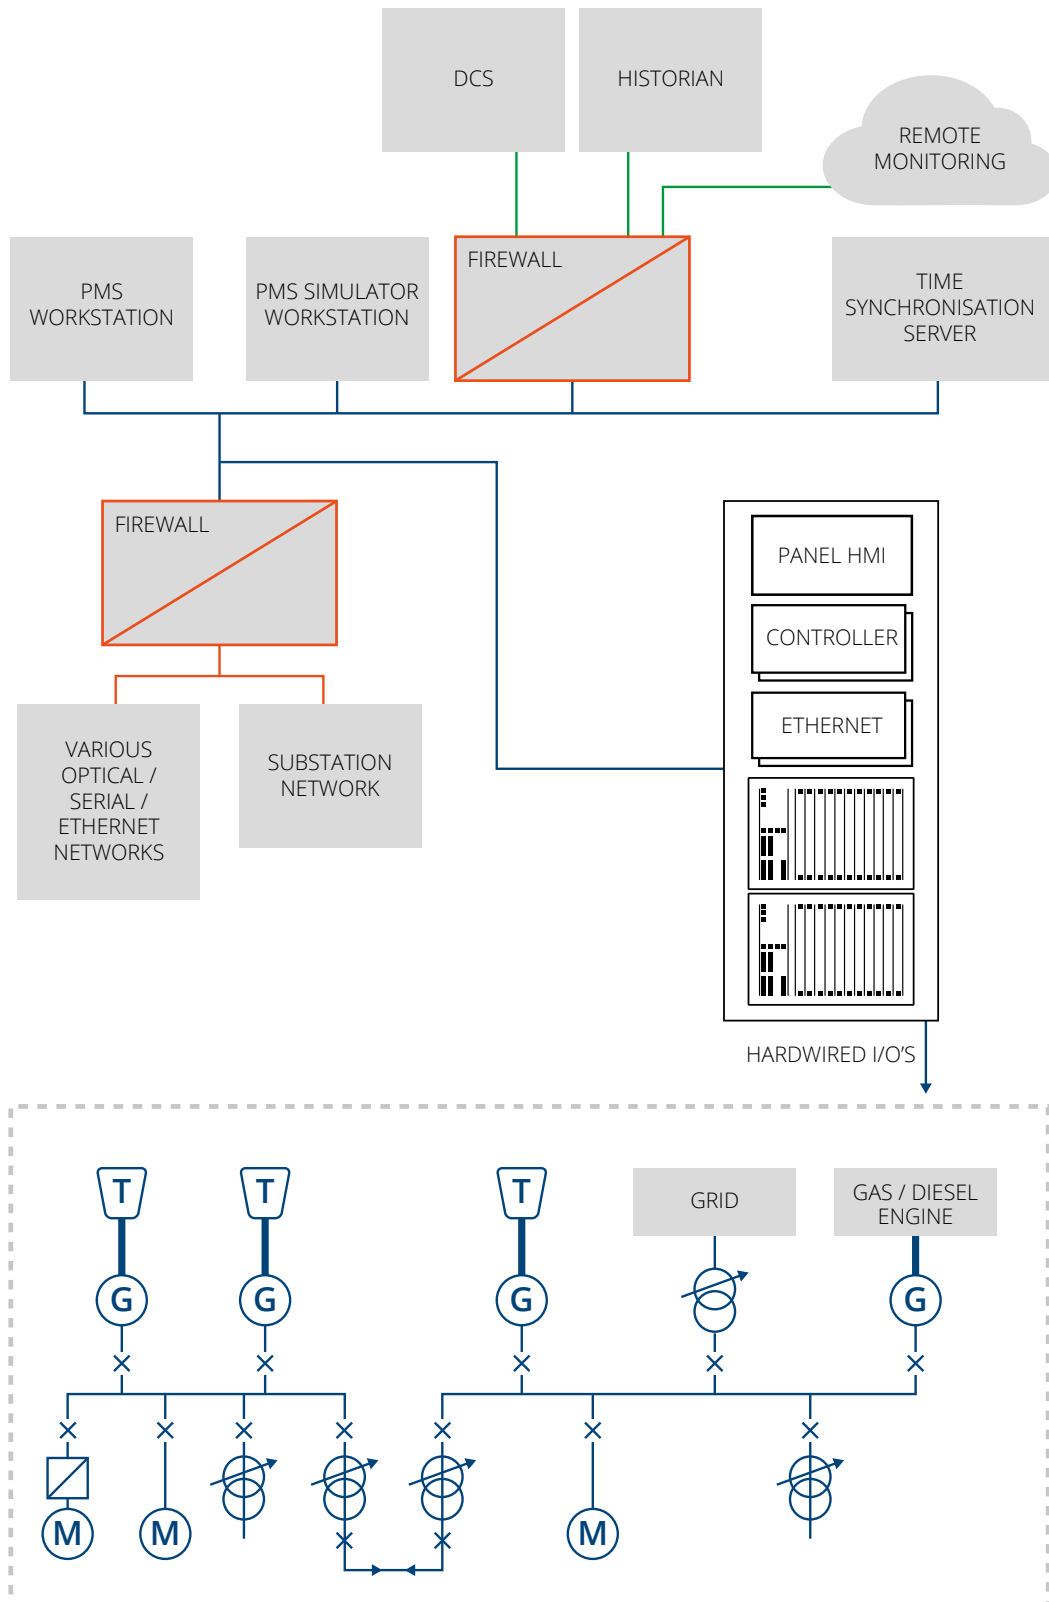 DCS
HISTORIAN
REMOTE
MONITORING
PMS
WORKSTATION
PMS SIMULATOR
WORKSTATION
FIREWALL
TIME
SYNCHRONISATION
SERVER
FIREWALL
PANEL HMI
CONTROLLER
ETHERNET
VARIOUS
OPTICAL /
SERIAL /
ETHERNET
NETWORKS
SUBSTATION
NETWORK
HARDWIRED I/O'S
T
T
T
GRID
GAS / DIESEL
ENGINE
G
G
G
G
M
M
M